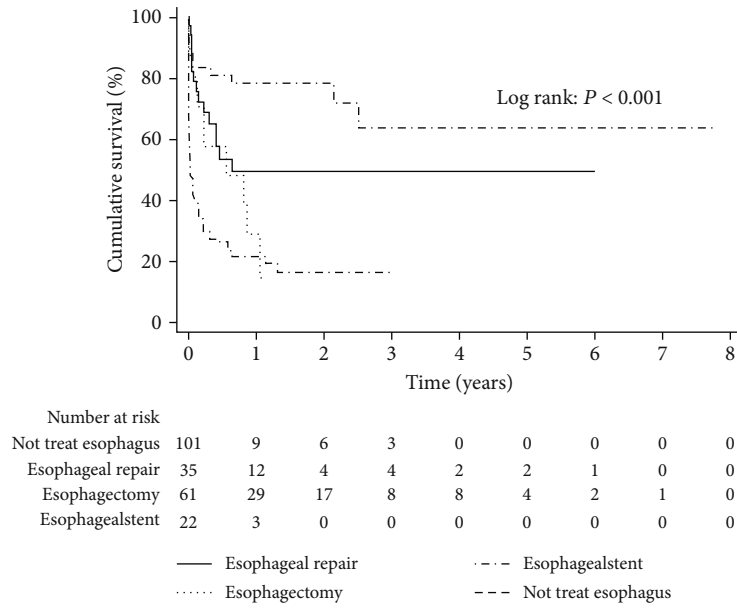 100
80
60
40
20
0
Cumulative survival (%)
Log rank: P < 0.001
0 1 2 3 4 5 6 7 8
Time (years)
Number at risk
Not treat esophagus 101 9 6 3 0 0 0 0 0
Esophageal repair 35 12 4 4 2 2 1 0 0
Esophagectomy 61 29 17 8 8 4 2 1 0
Esophagealstent 22 3 0 0 0 0 0 0 0
Esophageal repair Esophagealstent
Esophagectomy Not treat esophagus